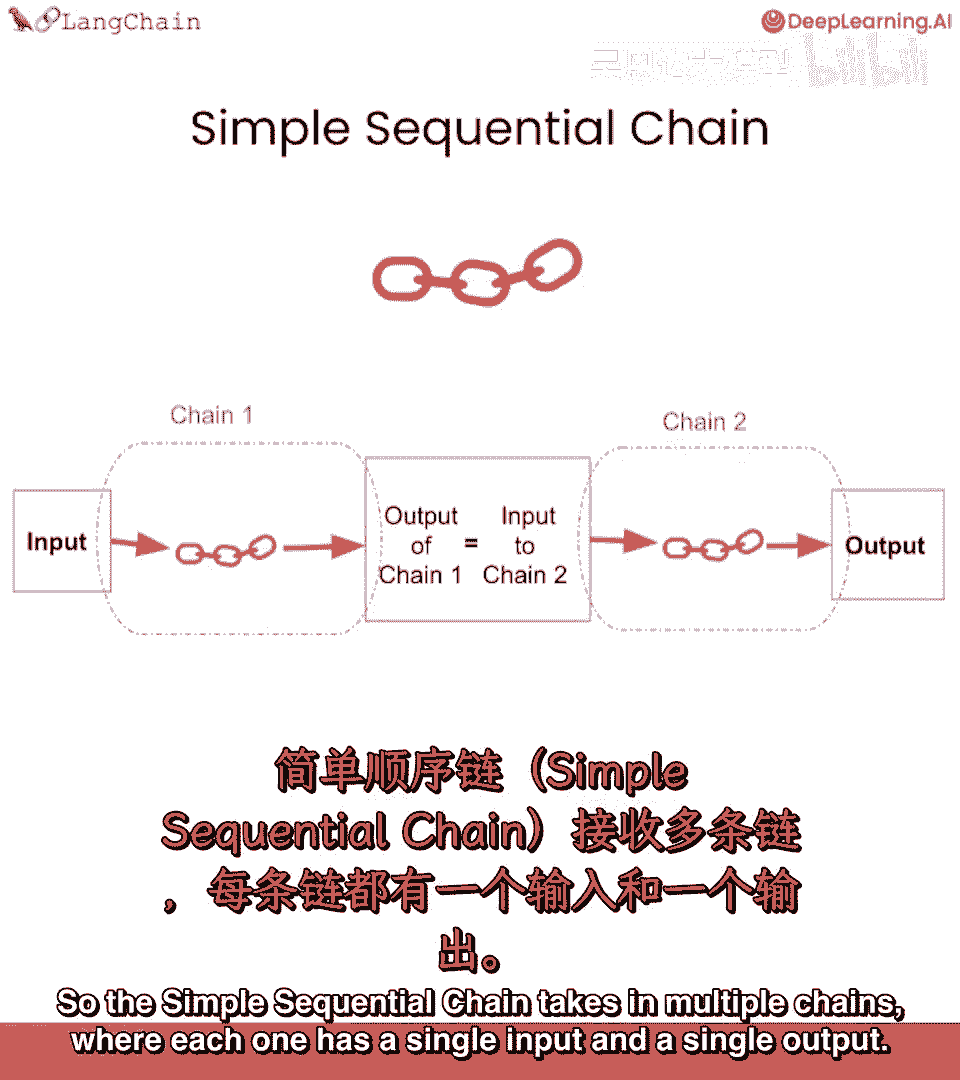 LangChain
DeepLearning.AI
Simple Sequential Chain
Chain 1
Chain 2
Input
Output Input
of = to
Chain 1 Chain 2
Output
简单顺序链（Simple
Sequential Chain）接收多条链
，每条链都有一个输入和一个输
出。
So the Simple Sequential Chain takes in multiple chains,
where each one has a single input and a single output.